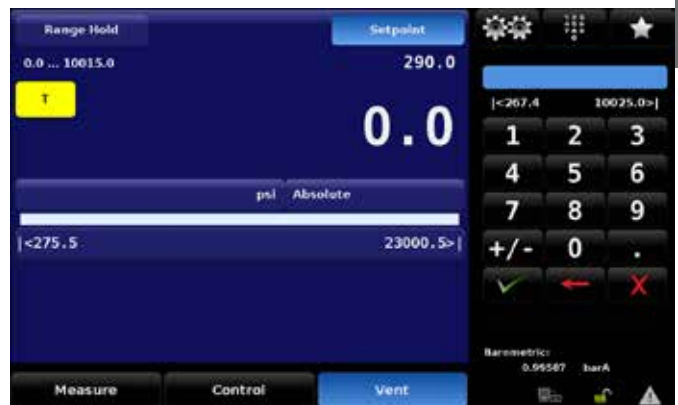 Range Hold Setpoint
0.0 ... 10015.0 290.0
T
0.0
psi Absolute
|<275.5 23000.5>|
Measure Control Vent
|<267.4 10025.0>|
1 2 3
4 5 6
7 8 9
+/- 0 .
Barometric:
0.99587 barA